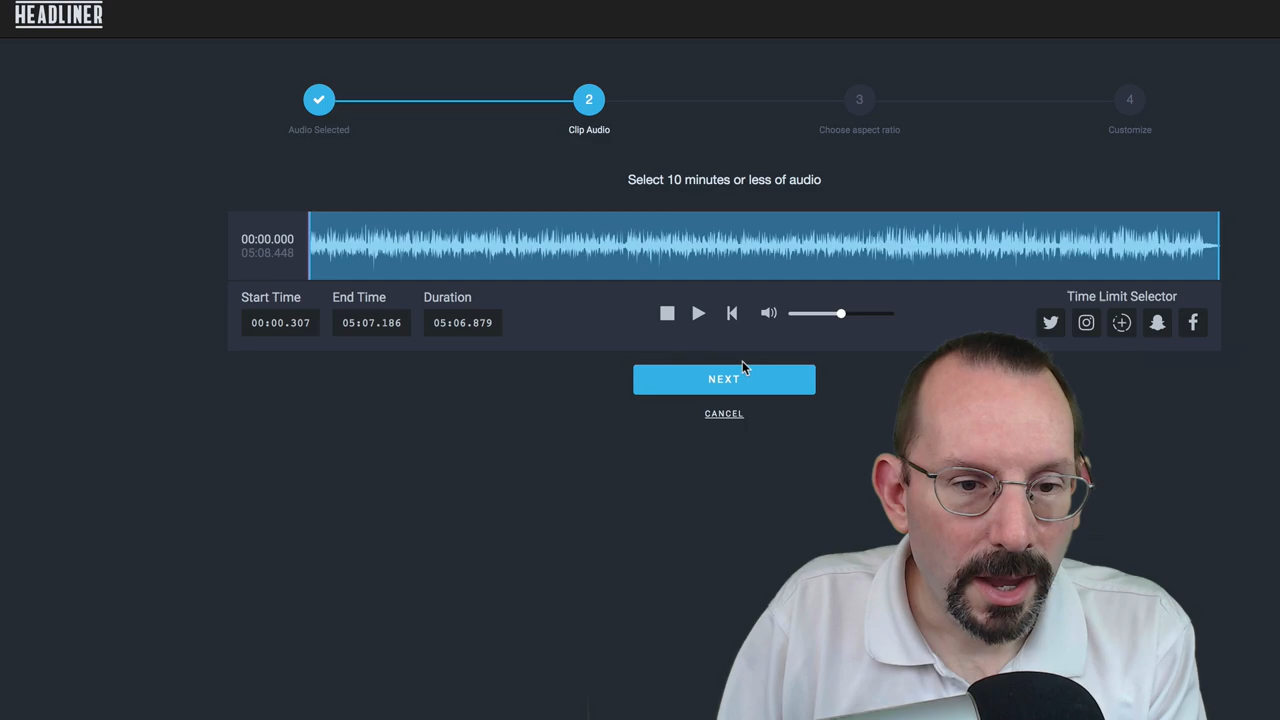 HEADLINER
2
3
4
Audio Selected
Clip Audio
Choose aspect ratio
Customize
Select 10 minutes or less of audio
00:00.000
05:08.448
Start Time
End Time
Duration
Time Limit Selector
00:00.307
05:07.186
05:06.879
NEXT
CANCEL